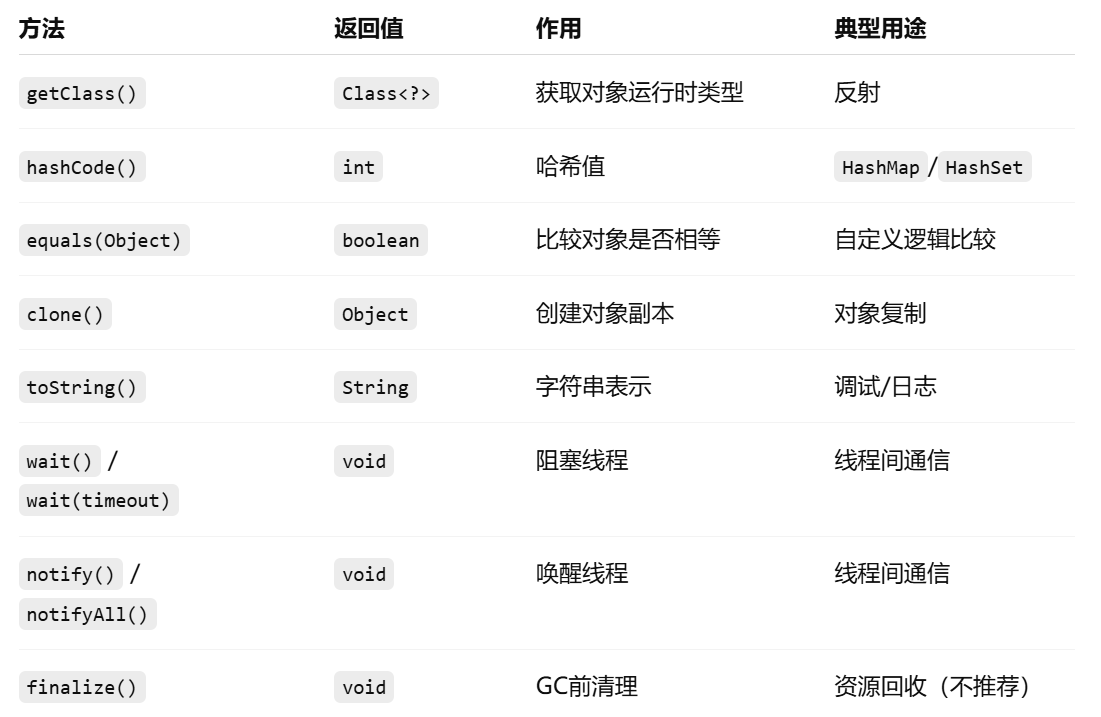 方法 返回值 作用 典型用途
getClass() Class<?> 获取对象运行时类型 反射
hashCode() int 哈希值 HashMap/HashSet
equals(Object) boolean 比较对象是否相等 自定义逻辑比较
clone() Object 创建对象副本 对象复制
toString() String 字符串表示 调试/日志
wait() / void 阻塞线程 线程间通信
wait(timeout)
notify() / void 唤醒线程 线程间通信
notifyAll()
finalize() void GC前清理 资源回收（不推荐）